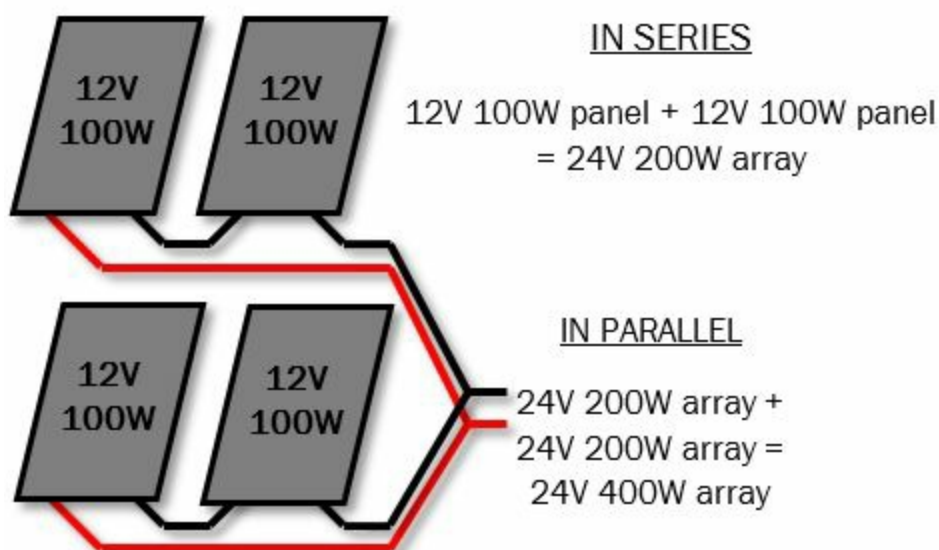 12V
100W
12V
100W
IN SERIES
12V 100W panel + 12V 100W panel
= 24V 200W array
12V
100W
12V
100W
IN PARALLEL
24V 200W array +
24V 200W array =
24V 400W array